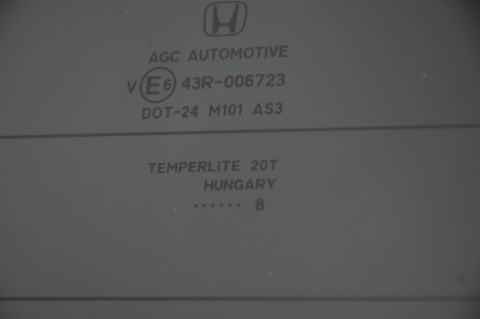 AGC AUTOMOTIVE
V E6 43R-006723
DOT-24 M101 AS3
TEMPERLITE 20T
HUNGARY
...... 8